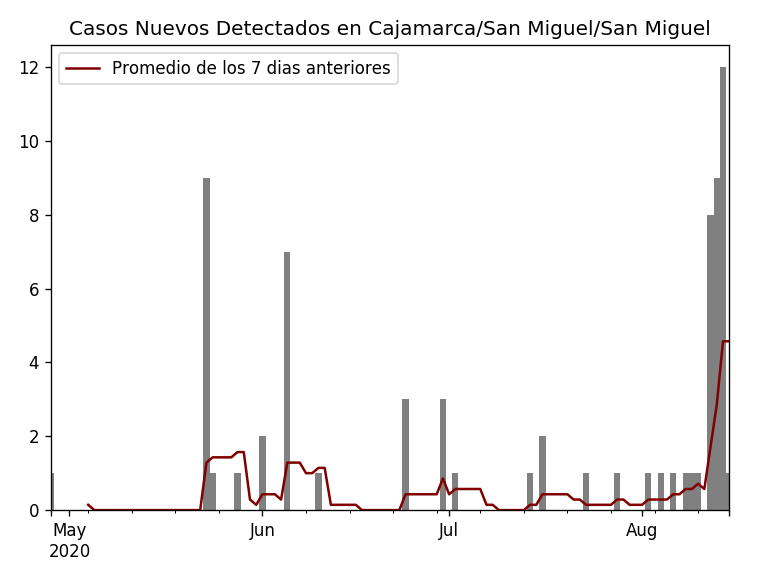 Casos Nuevos Detectados en Cajamarca/San Miguel/San Miguel
Promedio de los 7 dias anteriores
12
10
8
6
4
2
0
May
2020
Jun
Jul
Aug